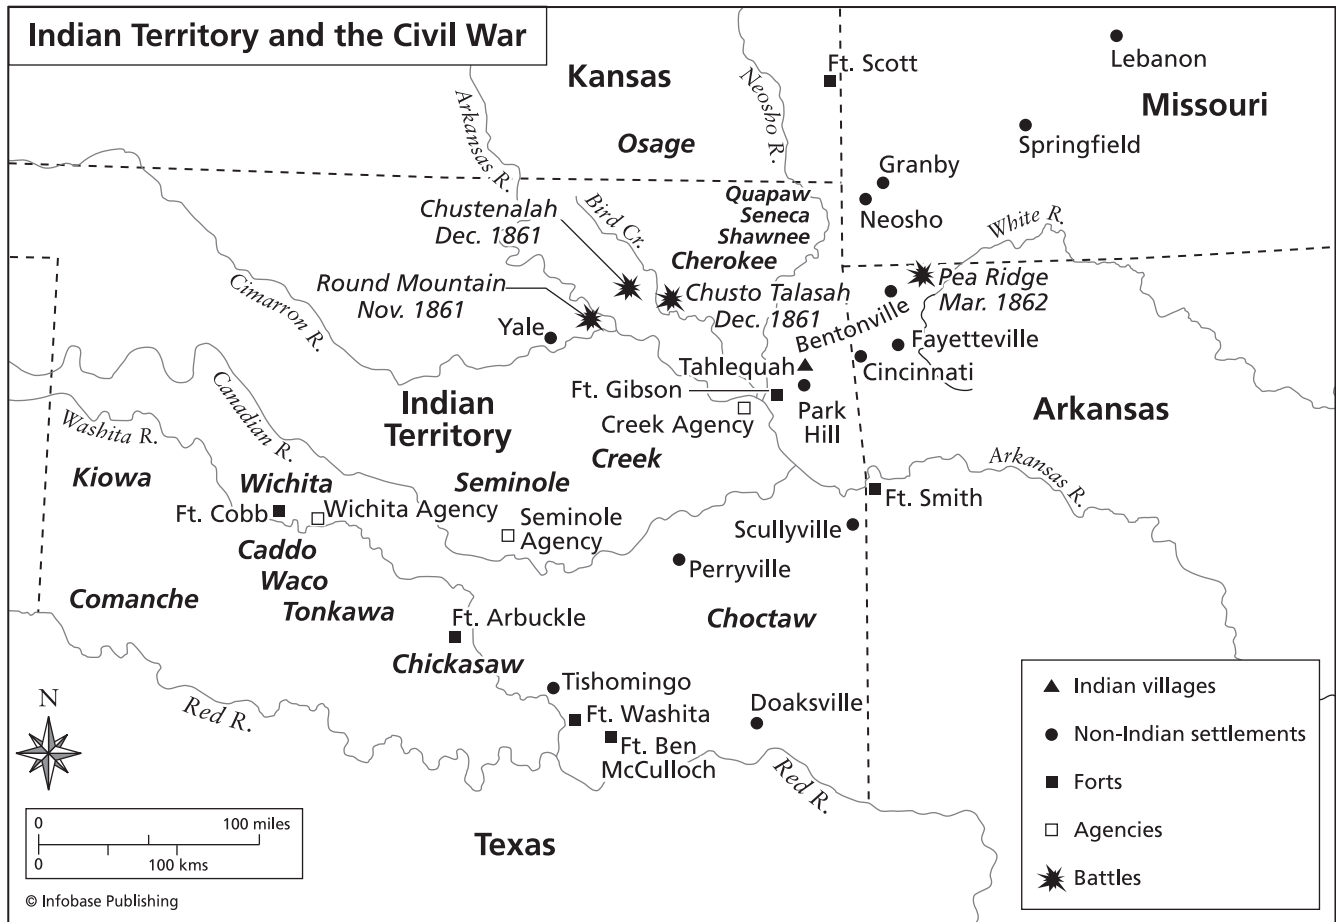 Indian Territory and the Civil War
Kansas
Ft. Scott
Lebanon
Missouri
Arkansas R.
Neosho R.
Osage
Springfield
Granby
Neosho
Quapaw
Seneca
Shawnee
Cherokee
Bird Cr.
White R.
Chustenalah
Dec. 1861
Round Mountain
Nov. 1861
Chusto Talasah
Dec. 1861
Pea Ridge
Mar. 1862
Bentonville
Cimarron R.
Yale
Fayetteville
Cincinnati
Tahlequah
Ft. Gibson
Creek Agency
Park
Hill
Arkansas
Indian
Territory
Canadian R.
Washita R.
Creek
Arkansas R.
Kiowa
Wichita
Seminole
Ft. Cobb
Wichita Agency
Seminole
Agency
Ft. Smith
Scullyville
Caddo
Waco
Tonkawa
Perryville
Comanche
Ft. Arbuckle
Choctaw
Chickasaw
Tishomingo
Doaksville
Ft. Washita
Ft. Ben
McCulloch
Red R.
Red R.
Texas
N
0
100 miles
0
100 kms
© Infobase Publishing
Indian villages
Non-Indian settlements
Forts
Agencies
Battles